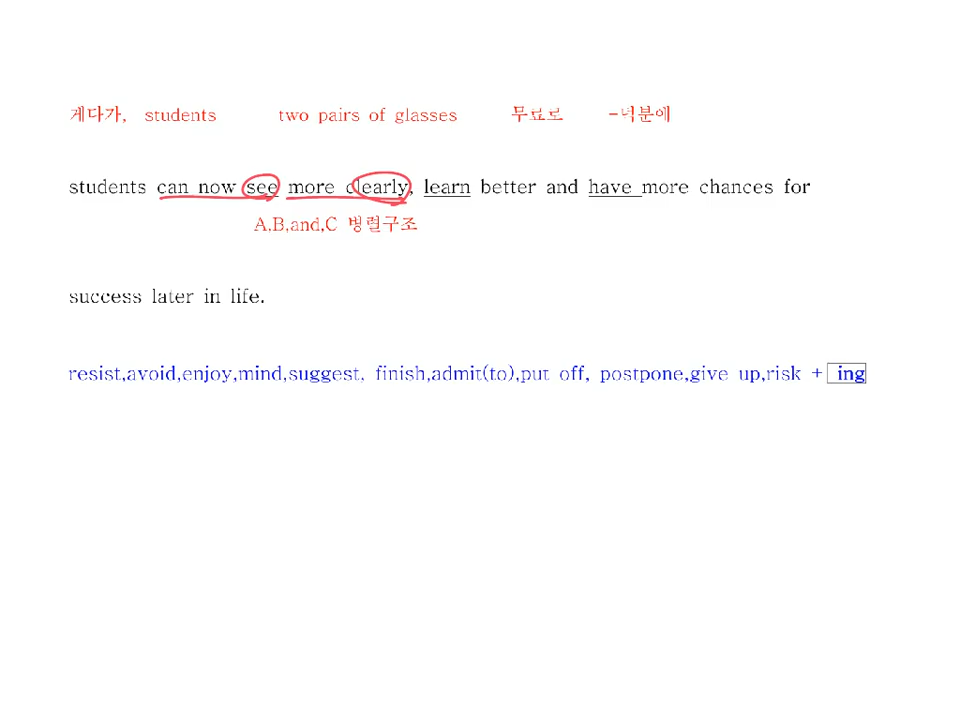 게다가, students two pairs of glasses 무료로 -덕분에
students can now see more clearly, learn better and have more chances for
A,B,and,C 병렬구조
success later in life.
resist,avoid,enjoy,mind,suggest, finish,admit(to),put off, postpone,give up,risk + ing